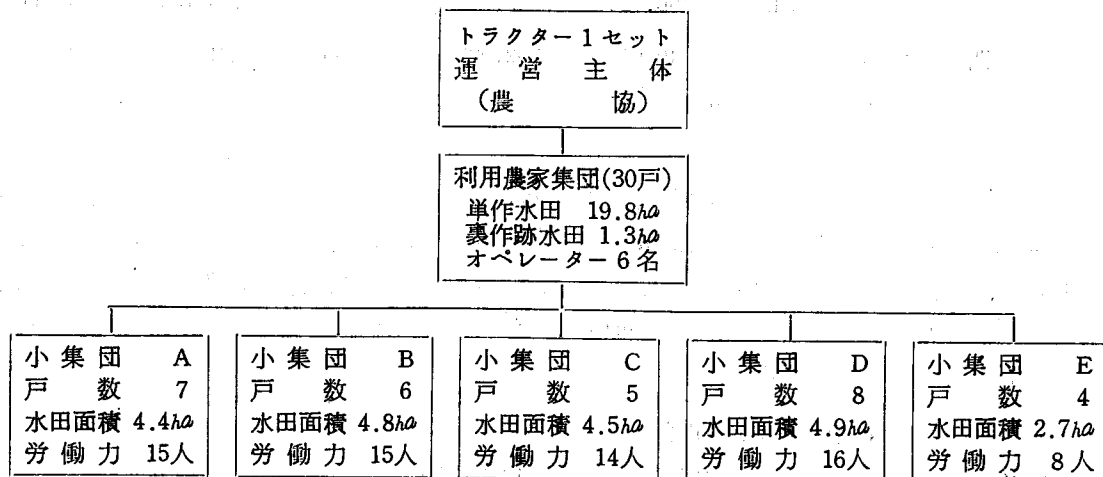 トラクター1セット
運営主体
(農協)
利用農家集団(30戸)
単作水田 19.8ha
裏作跡水田 1.3ha
オペレーター6名
小集団 A
戸数 7
水田面積 4.4ha
労働力 15人
小集団 B
戸数 6
水田面積 4.8ha
労働力 15人
小集団 C
戸数 5
水田面積 4.5ha
労働力 14人
小集団 D
戸数 8
水田面積 4.9ha
労働力 16人
小集団 E
戸数 4
水田面積 2.7ha
労働力 8人